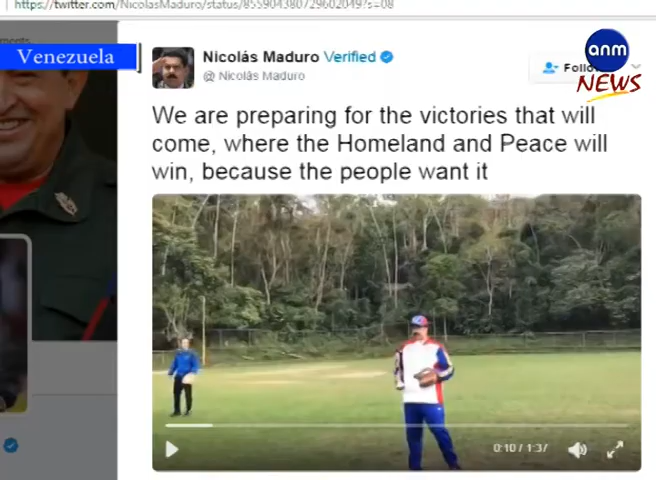 https://twitter.com/NicolasMaduro/status/855904380729602049?s=08
Venezuela
Nicolás Maduro Verified
@ Nicolás Maduro
anm
NEWS
We are preparing for the victories that will
come, where the Homeland and Peace will
win, because the people want it
0:10 / 1:37